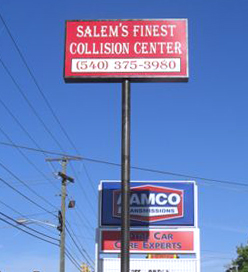 SALEM'S FINEST
COLLISION CENTER
(540) 375-3980
AAMCO
TRANSMISSIONS
CAR
CARE EXPERTS